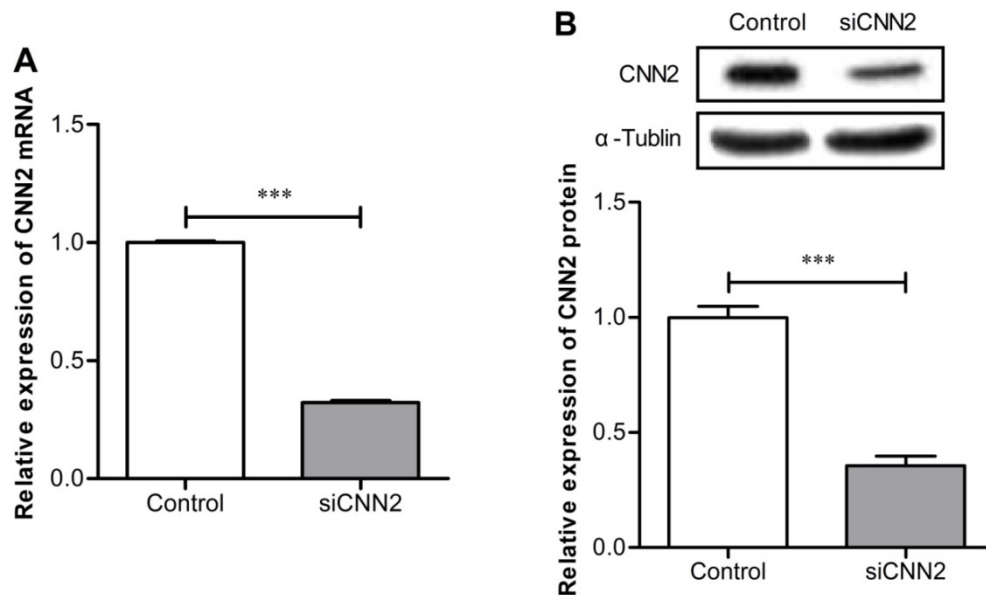 A
Relative expression of CNN2 mRNA
1.5
1.0
0.5
0.0
***
Control
siCNN2
B
Control siCNN2
CNN2
α -Tublin
Relative expression of CNN2 protein
1.5
1.0
0.5
0.0
***
Control
siCNN2